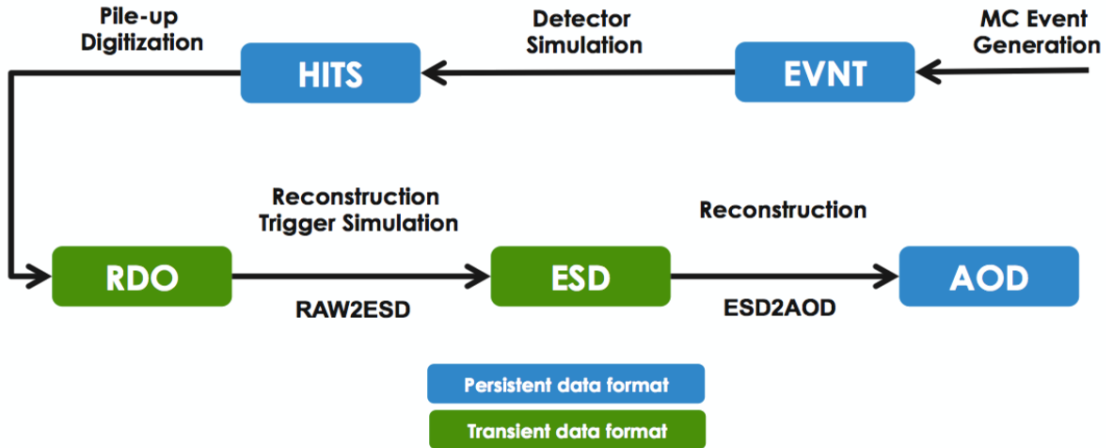 Pile-up
Digitization
Detector
Simulation
MC Event
Generation
HITS
EVNT
Reconstruction
Trigger Simulation
Reconstruction
RDO
ESD
AOD
RAW2ESD
ESD2AOD
Persistent data format
Transient data format